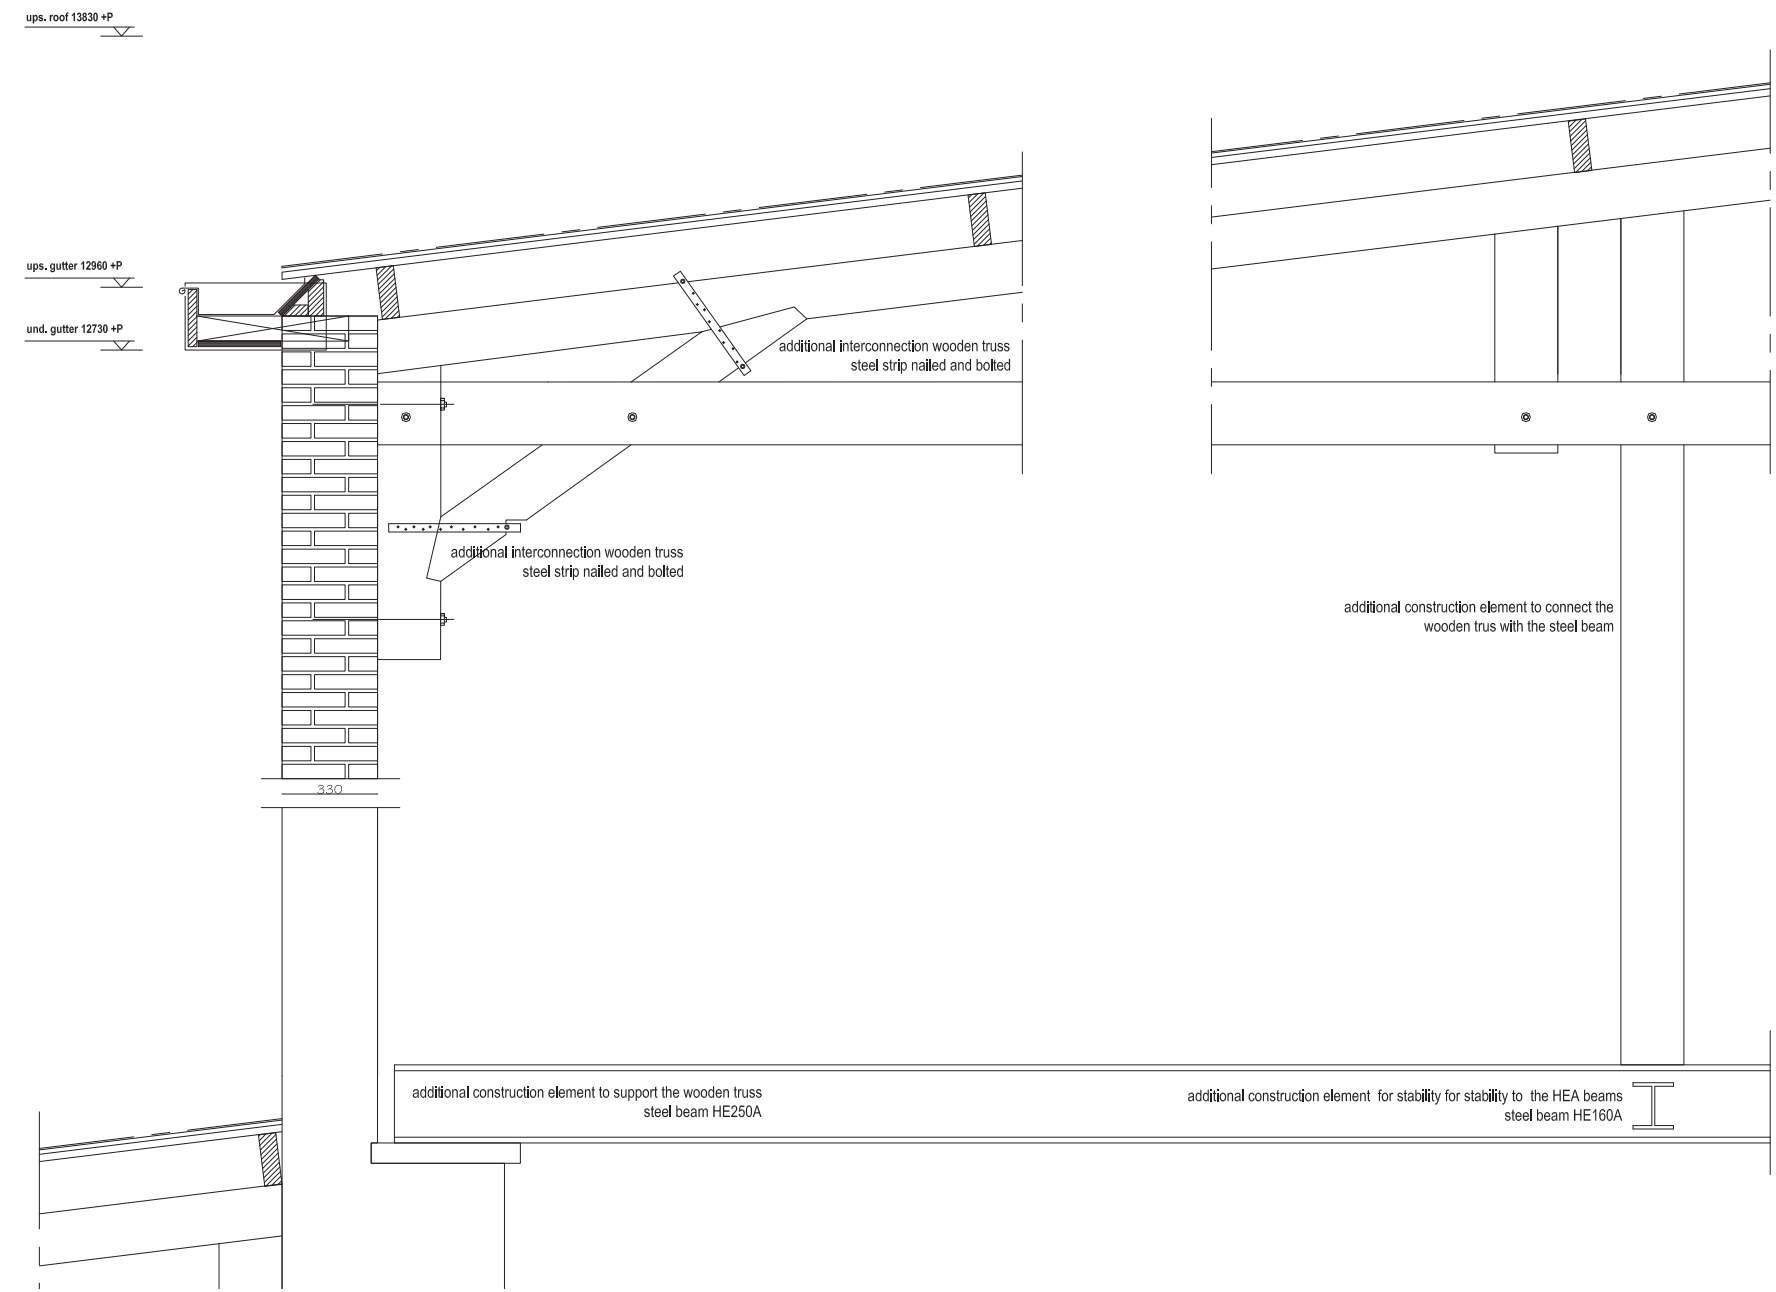 ups. roof 13830 +P
ups. gutter 12960 +P
und. gutter 12730 +P
additional interconnection wooden truss
steel strip nailed and bolted
additional interconnection wooden truss
steel strip nailed and bolted
additional construction element to connect the
wooden trus with the steel beam
330
additional construction element to support the wooden truss
steel beam HE250A
additional construction element for stability for stability to the HEA beams
steel beam HE160A